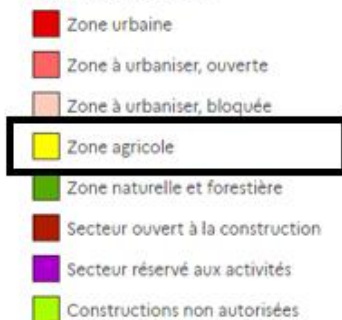 Zone urbaine
Zone à urbaniser, ouverte
Zone à urbaniser, bloquée
Zone agricole
Zone naturelle et forestière
Secteur ouvert à la construction
Secteur réservé aux activités
Constructions non autorisées